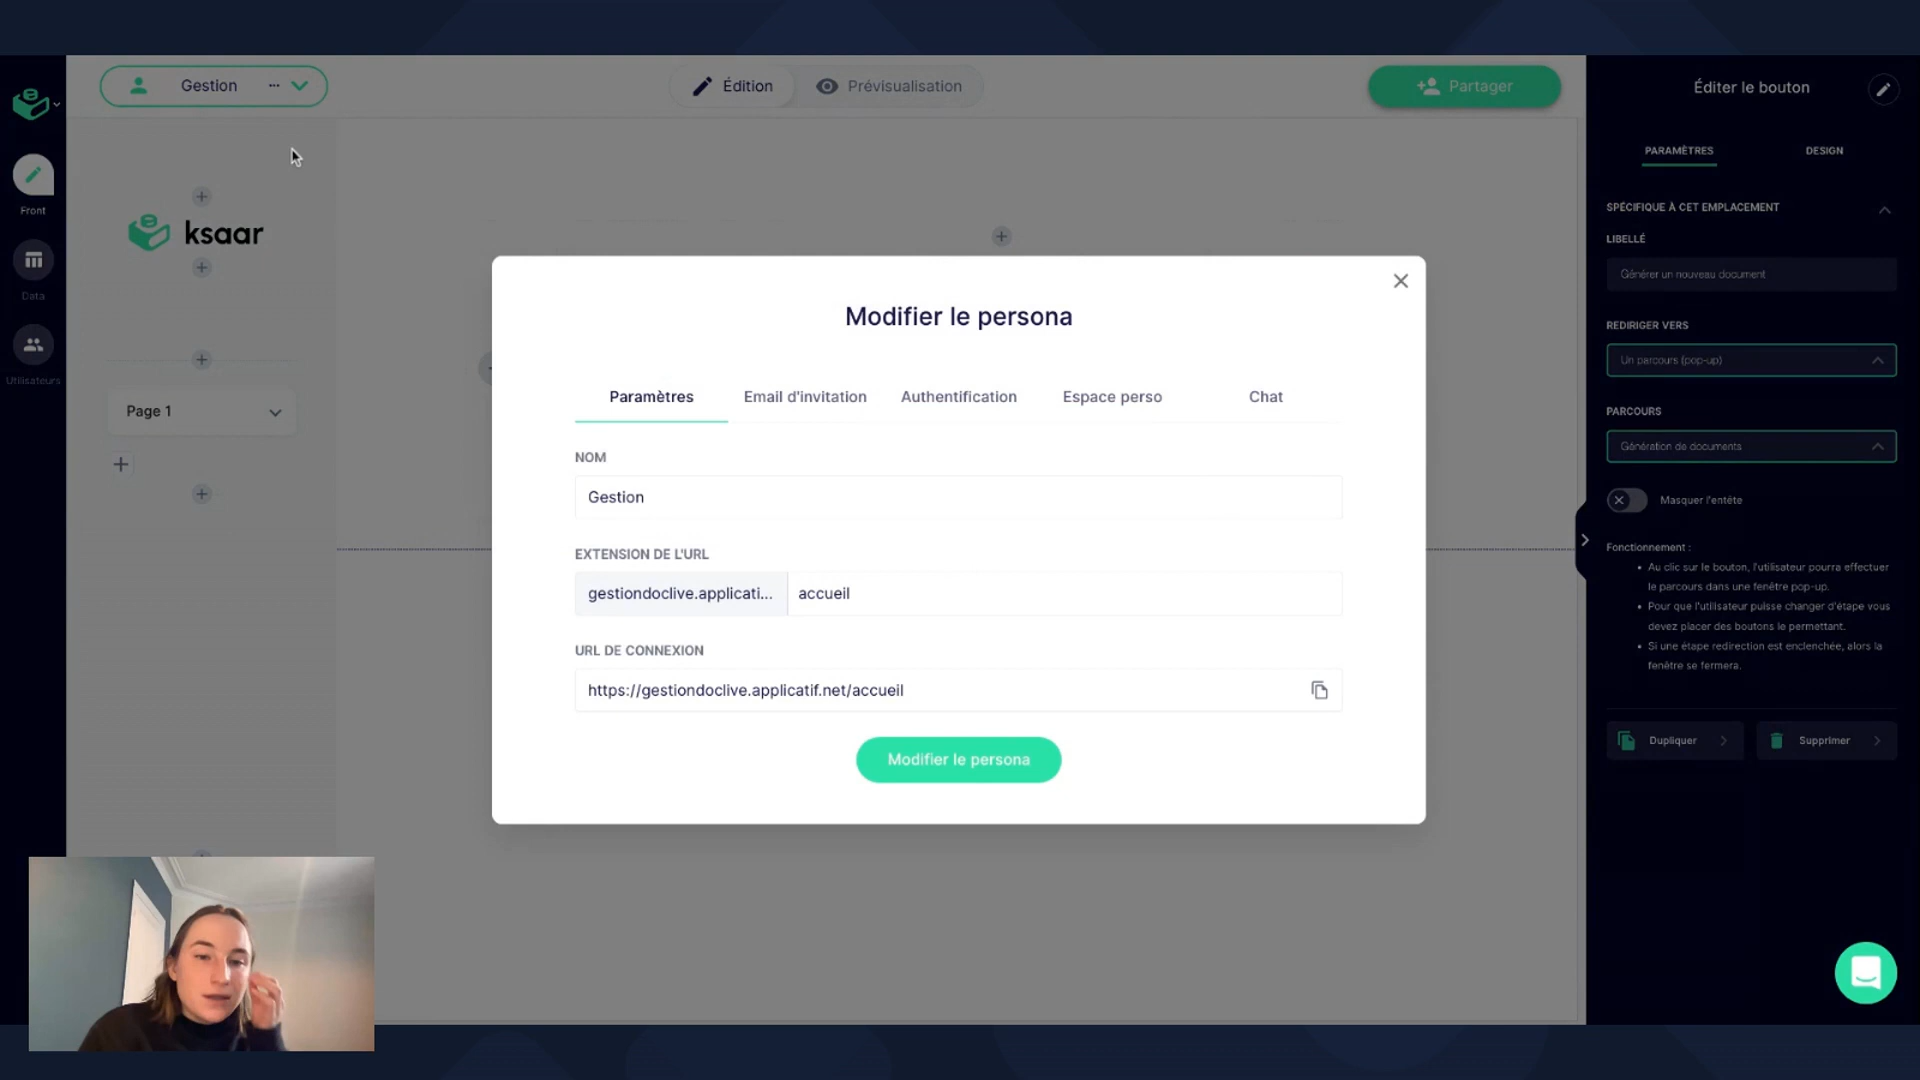 Gestion
Édition
Prévisualisation
Partager
Front
Data
Utilisateurs
ksaar
Page 1
Modifier le persona
Paramètres
Email d'invitation
Authentification
Espace perso
Chat
NOM
Gestion
EXTENSION DE L'URL
gestiondoclive.applicati...
accueil
URL DE CONNEXION
https://gestiondoclive.applicatif.net/accueil
Modifier le persona
Éditer le bouton
PARAMÈTRES
DESIGN
SPÉCIFIQUE À CET EMPLACEMENT
LIBELLÉ
Générer un nouveau document
REDIRIGER VERS
Un parcours (pop-up)
PARCOURS
Génération de documents
Masquer l'entête
Fonctionnement :
Au clic sur le bouton, l'utilisateur pourra effectuer
le parcours dans une fenêtre pop-up.
Pour que l'utilisateur puisse changer d'étape vous
devez placer des boutons le permettant.
Si une étape redirection est enclenchée, alors la
fenêtre se fermera.
Dupliquer
Supprimer